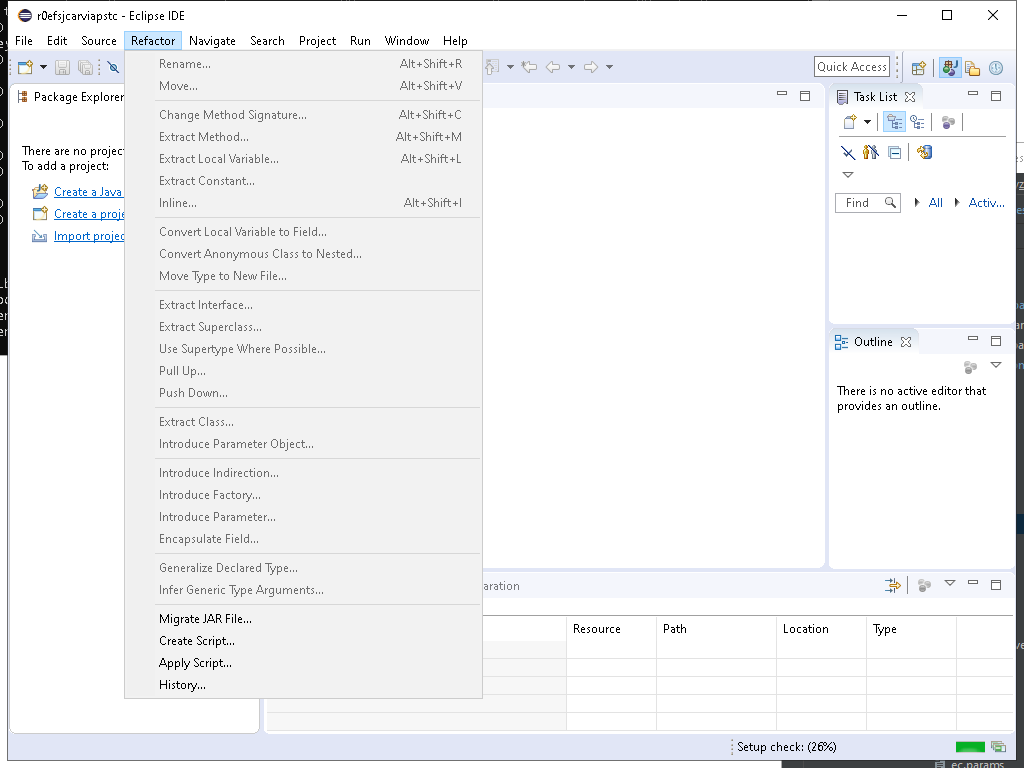 r0efsjcarviapstc - Eclipse IDE
File Edit Source Refactor Navigate Search Project Run Window Help
Quick Access
Rename... Alt+Shift+R
Move... Alt+Shift+V
Change Method Signature... Alt+Shift+C
Extract Method... Alt+Shift+M
Extract Local Variable... Alt+Shift+L
Extract Constant...
Inline... Alt+Shift+I
Convert Local Variable to Field...
Convert Anonymous Class to Nested...
Move Type to New File...
Extract Interface...
Extract Superclass...
Use Supertype Where Possible...
Pull Up...
Push Down...
Extract Class...
Introduce Parameter Object...
Introduce Indirection...
Introduce Factory...
Introduce Parameter...
Encapsulate Field...
Generalize Declared Type...
Infer Generic Type Arguments...
Migrate JAR File...
Create Script...
Apply Script...
History...
Package Explorer
There are no project
To add a project:
Create a Java
Create a proje
Import projec
Task List
Find All Activ...
Outline
There is no active editor that
provides an outline.
aration
Resource Path Location Type
Setup check: (26%)
ec.params